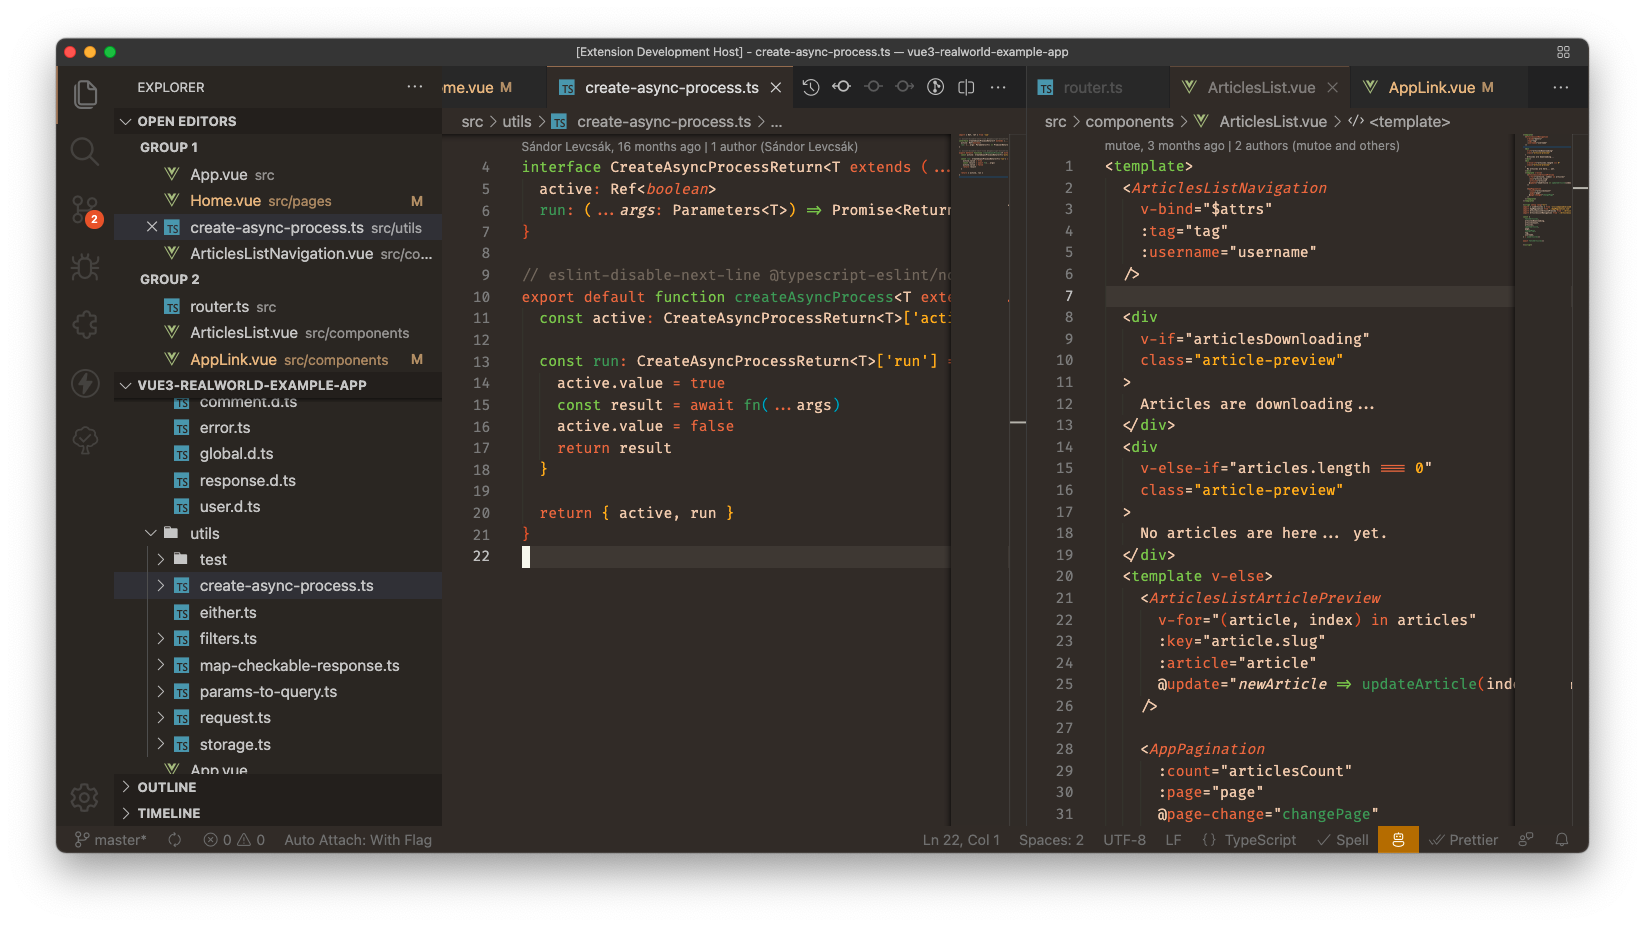 [Extension Development Host] - create-async-process.ts — vue3-realworld-example-app
EXPLORER
OPEN EDITORS
GROUP 1
App.vue src
Home.vue src/pages M
create-async-process.ts src/utils
ArticlesListNavigation.vue src/co...
GROUP 2
router.ts src
ArticlesList.vue src/components
AppLink.vue src/components M
VUE3-REALWORLD-EXAMPLE-APP
comment.d.ts
error.ts
global.d.ts
response.d.ts
user.d.ts
utils
test
create-async-process.ts
either.ts
filters.ts
map-checkable-response.ts
params-to-query.ts
request.ts
storage.ts
App.vue
OUTLINE
TIMELINE
2
ome.vue M
create-async-process.ts
src > utils > TS create-async-process.ts > ...
Sándor Levcsák, 16 months ago | 1 author (Sándor Levcsák)
4 interface CreateAsyncProcessReturn<T extends (...
5 active: Ref<boolean>
6 run: (...args: Parameters<T>) => Promise<Return
7 }
8
9 // eslint-disable-next-line @typescript-eslint/no
10 export default function createAsyncProcess<T exte
11 const active: CreateAsyncProcessReturn<T>['acti
12
13 const run: CreateAsyncProcessReturn<T>['run'] =
14 active.value = true
15 const result = await fn(...args)
16 active.value = false
17 return result
18 }
19
20 return { active, run }
21 }
22
router.ts
ArticlesList.vue
AppLink.vue M
src > components > ArticlesList.vue > <template>
mutoe, 3 months ago | 2 authors (mutoe and others)
1 <template>
2 <ArticlesListNavigation
3 v-bind="$attrs"
4 :tag="tag"
5 :username="username"
6 />
7
8 <div
9 v-if="articlesDownloading"
10 class="article-preview"
11 >
12 Articles are downloading...
13 </div>
14 <div
15 v-else-if="articles.length === 0"
16 class="article-preview"
17 >
18 No articles are here... yet.
19 </div>
20 <template v-else>
21 <ArticlesListArticlePreview
22 v-for="(article, index) in articles"
23 :key="article.slug"
24 :article="article"
25 @update="newArticle => updateArticle(inde
26 />
27
28 <AppPagination
29 :count="articlesCount"
30 :page="page"
31 @page-change="changePage"
master* 0 0 Auto Attach: With Flag Ln 22, Col 1 Spaces: 2 UTF-8 LF {} TypeScript Spell Prettier